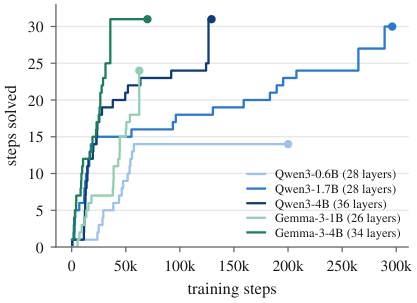 steps solved
30
25
20
15
10
5
0
Qwen3-0.6B (28 layers)
Qwen3-1.7B (28 layers)
Qwen3-4B (36 layers)
Gemma-3-1B (26 layers)
Gemma-3-4B (34 layers)
0 50k 100k 150k 200k 250k 300k
training steps